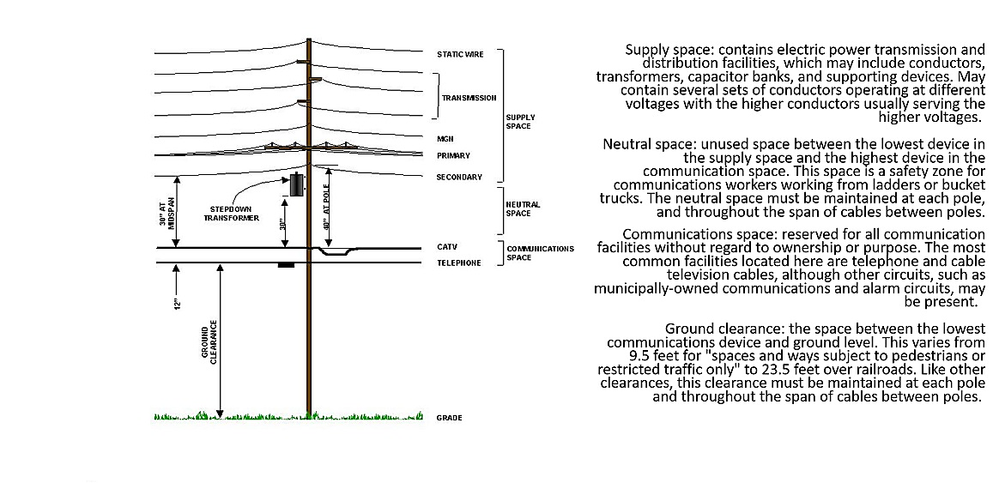 STATIC WIRE
TRANSMISSION
SUPPLY
SPACE
MGN
PRIMARY
SECONDARY
30" AT
MIDSPAN
STEPDOWN
TRANSFORMER
30"
40" AT POLE
NEUTRAL
SPACE
CATV
COMMUNICATIONS
SPACE
TELEPHONE
12"
GROUND
CLEARANCE
GRADE
Supply space: contains electric power transmission and
distribution facilities, which may include conductors,
transformers, capacitor banks, and supporting devices. May
contain several sets of conductors operating at different
voltages with the higher conductors usually serving the
higher voltages.
Neutral space: unused space between the lowest device in
the supply space and the highest device in the
communication space. This space is a safety zone for
communications workers working from ladders or bucket
trucks. The neutral space must be maintained at each pole,
and throughout the span of cables between poles.
Communications space: reserved for all communication
facilities without regard to ownership or purpose. The most
common facilities located here are telephone and cable
television cables, although other circuits, such as
municipally-owned communications and alarm circuits, may
be present.
Ground clearance: the space between the lowest
communications device and ground level. This varies from
9.5 feet for "spaces and ways subject to pedestrians or
restricted traffic only" to 23.5 feet over railroads. Like other
clearances, this clearance must be maintained at each pole
and throughout the span of cables between poles.